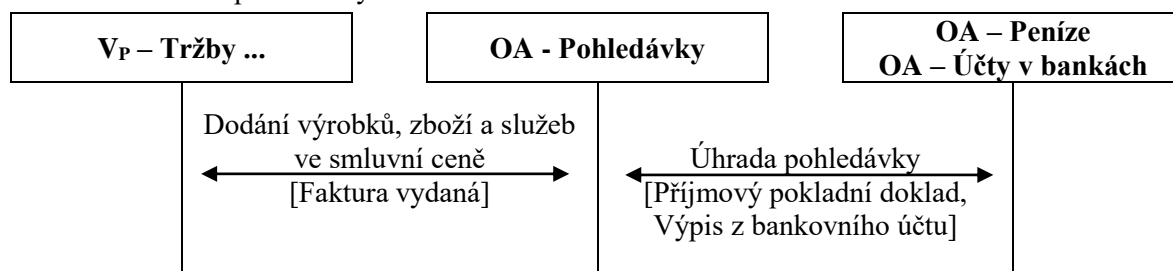 VP – Tržby ...
OA - Pohledávky
OA – Peníze
OA – Účty v bankách
Dodání výrobků, zboží a služeb
ve smluvní ceně
[Faktura vydaná]
Úhrada pohledávky
[Příjmový pokladní doklad,
Výpis z bankovního účtu]